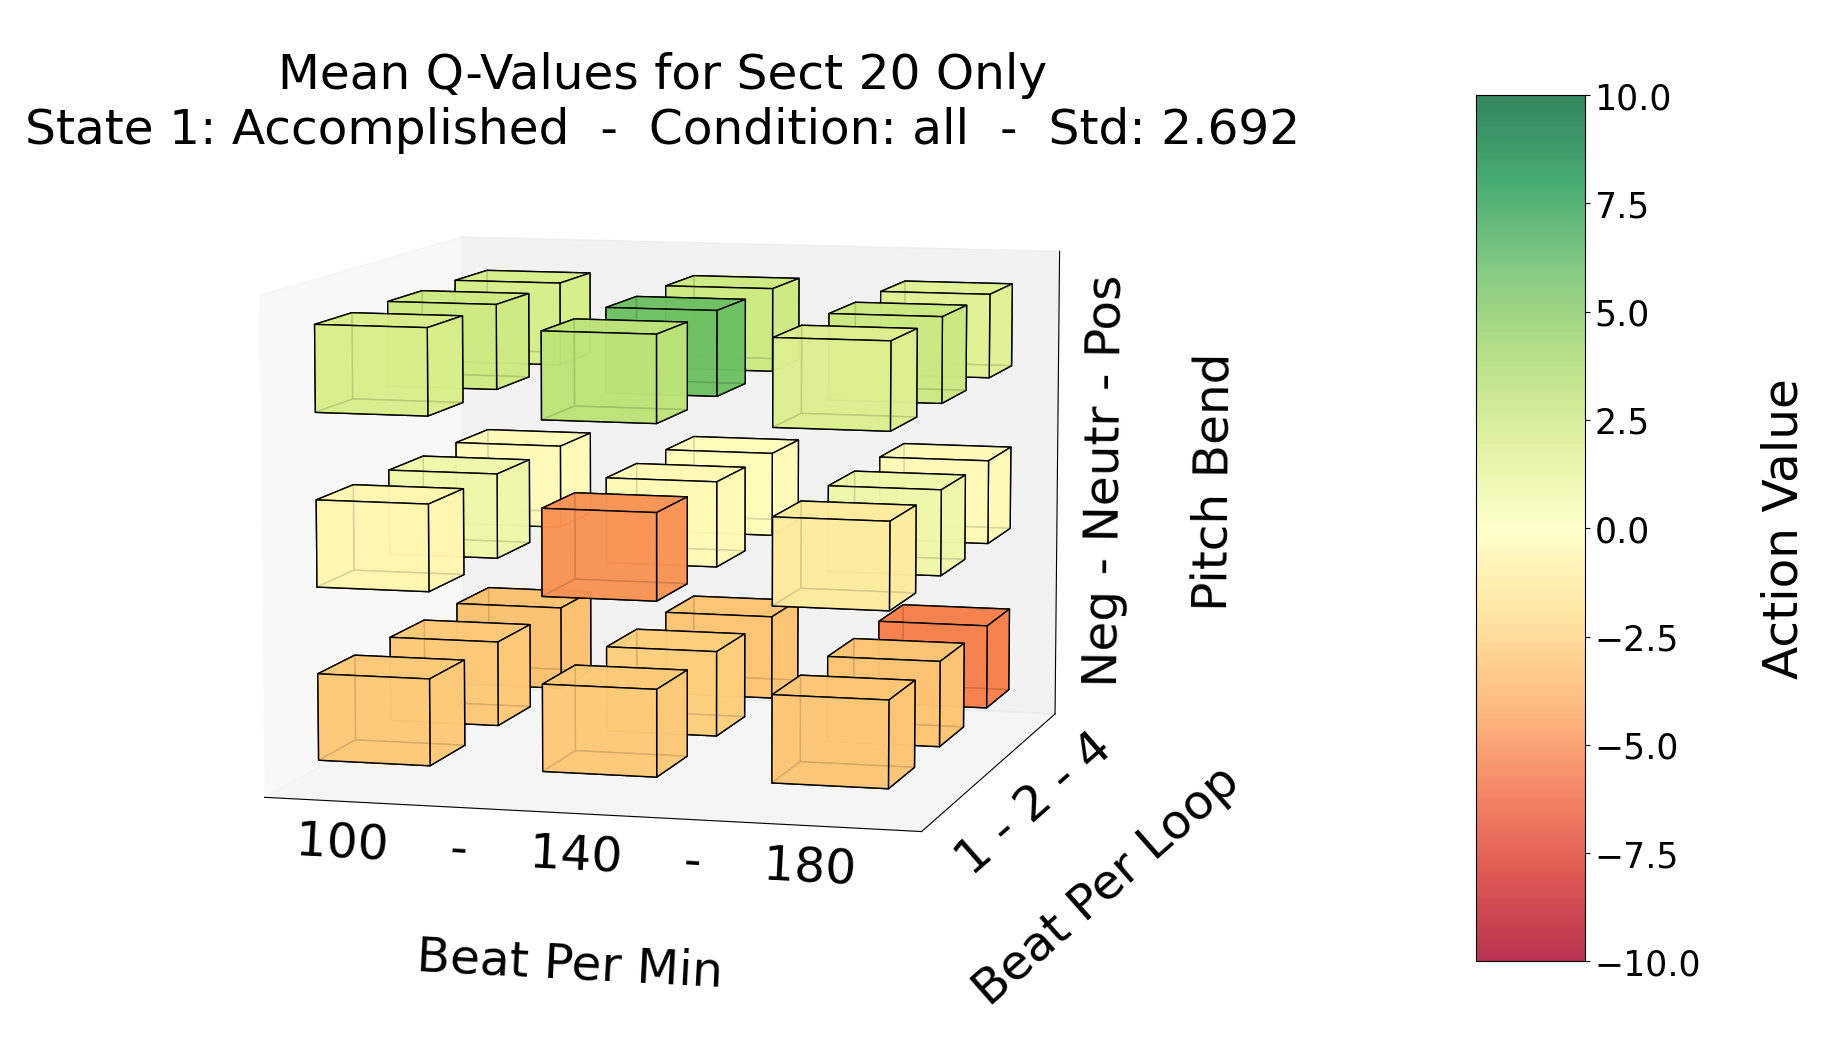 Mean Q-Values for Sect 20 Only
State 1: Accomplished - Condition: all - Std: 2.692
10.0
7.5
5.0
2.5
0.0
−2.5
−5.0
−7.5
−10.0
Action Value
Neg - Neutr - Pos
Pitch Bend
1 - 2 - 4
Beat Per Loop
100 - 140 - 180
Beat Per Min